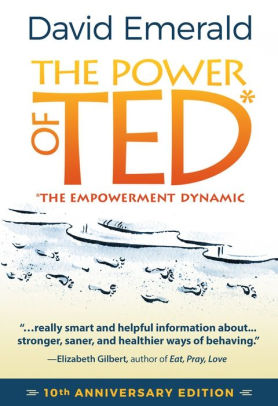 David Emerald
THE POWER
OF TED*
*THE EMPOWERMENT DYNAMIC
“...really smart and helpful information about...
stronger, saner, and healthier ways of behaving.”
—Elizabeth Gilbert, author of Eat, Pray, Love
10th ANNIVERSARY EDITION